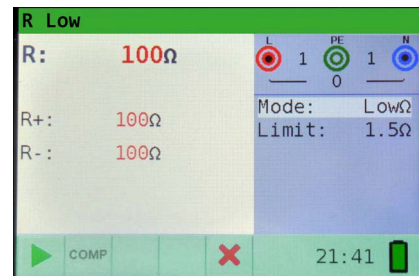 R Low
L PE N
R: 100Ω
1 1
0
R+: 100Ω
R-: 100Ω
Mode: LowΩ
Limit: 1.5Ω
COMP
21:41